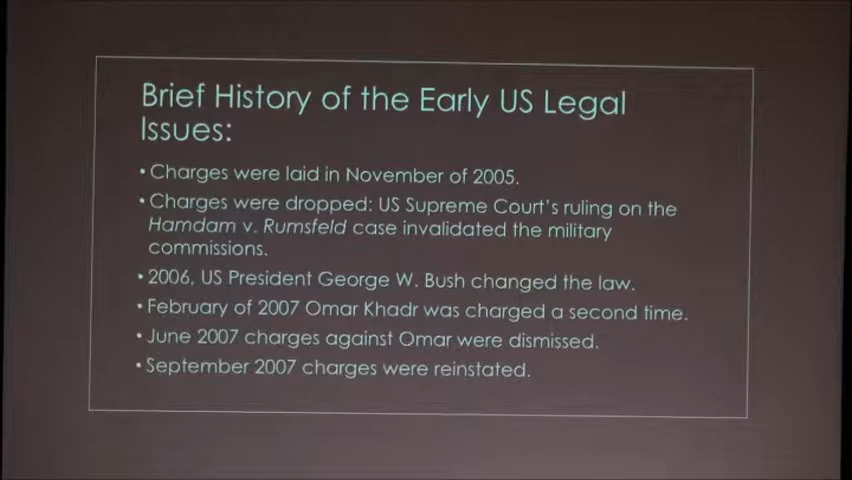 Brief History of the Early US Legal
Issues:
• Charges were laid in November of 2005.
• Charges were dropped: US Supreme Court's ruling on the
Hamdam v. Rumsfeld case invalidated the military
commissions.
• 2006, US President George W. Bush changed the law.
• February of 2007 Omar Khadr was charged a second time.
• June 2007 charges against Omar were dismissed.
• September 2007 charges were reinstated.